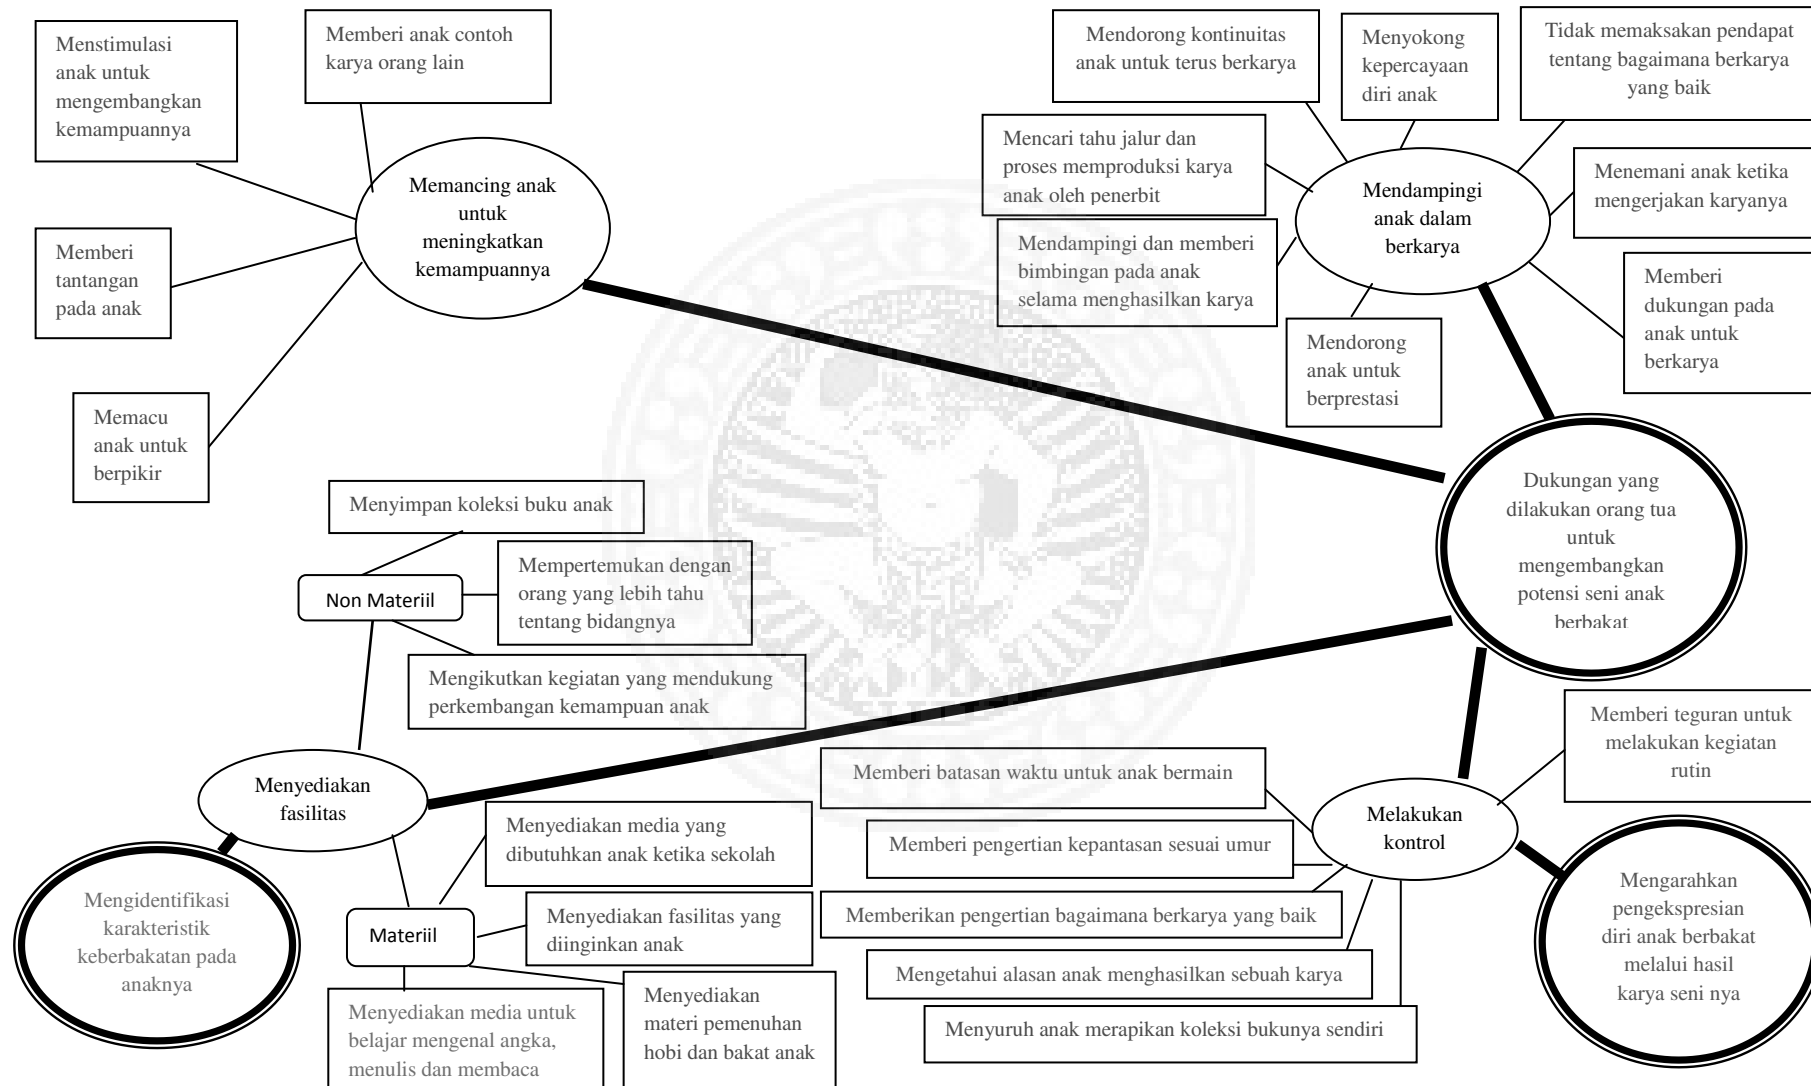 Menstimulasi
anak untuk
mengembangkan
kemampuannya
Memberi anak contoh
karya orang lain
Memancing anak
untuk
meningkatkan
kemampuannya
Memberi
tantangan
pada anak
Memacu
anak untuk
berpikir
Mendorong kontinuitas
anak untuk terus berkarya
Menyokong
kepercayaan
diri anak
Tidak memaksakan pendapat
tentang bagaimana berkarya
yang baik
Mencari tahu jalur dan
proses memproduksi karya
anak oleh penerbit
Mendampingi
anak dalam
berkarya
Menemani anak ketika
mengerjakan karyanya
Mendampingi dan memberi
bimbingan pada anak
selama menghasilkan karya
Memberi
dukungan pada
anak untuk
berkarya
Mendorong
anak untuk
berprestasi
Dukungan yang
dilakukan orang tua
untuk
mengembangkan
potensi seni anak
berbakat
Menyimpan koleksi buku anak
Non Materiil
Mempertemukan dengan
orang yang lebih tahu
tentang bidangnya
Mengikutkan kegiatan yang mendukung
perkembangan kemampuan anak
Menyediakan
fasilitas
Mengidentifikasi
karakteristik
keberbakatan pada
anaknya
Menyediakan media yang
dibutuhkan anak ketika sekolah
Materiil
Menyediakan fasilitas yang
diinginkan anak
Menyediakan media untuk
belajar mengenal angka,
menulis dan membaca
Menyediakan
materi pemenuhan
hobi dan bakat anak
Memberi teguran untuk
melakukan kegiatan
rutin
Memberi batasan waktu untuk anak bermain
Melakukan
kontrol
Memberi pengertian kepantasan sesuai umur
Memberikan pengertian bagaimana berkarya yang baik
Mengetahui alasan anak menghasilkan sebuah karya
Menyuruh anak merapikan koleksi bukunya sendiri
Mengarahkan
pengekspresian
diri anak berbakat
melalui hasil
karya seni nya